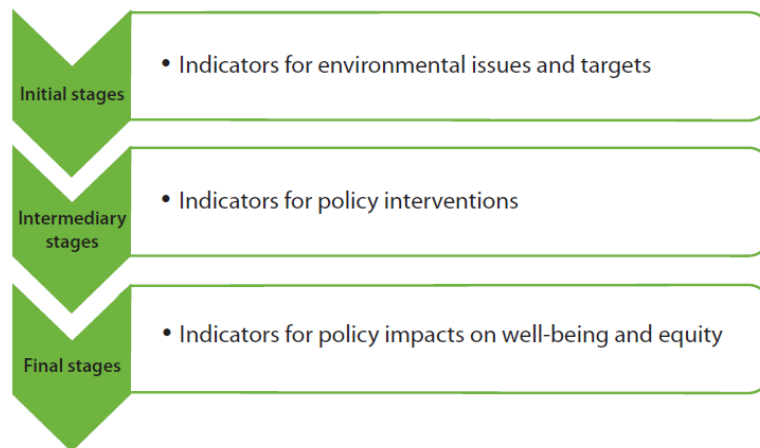 Initial stages
• Indicators for environmental issues and targets
Intermediary
stages
• Indicators for policy interventions
Final stages
• Indicators for policy impacts on well-being and equity